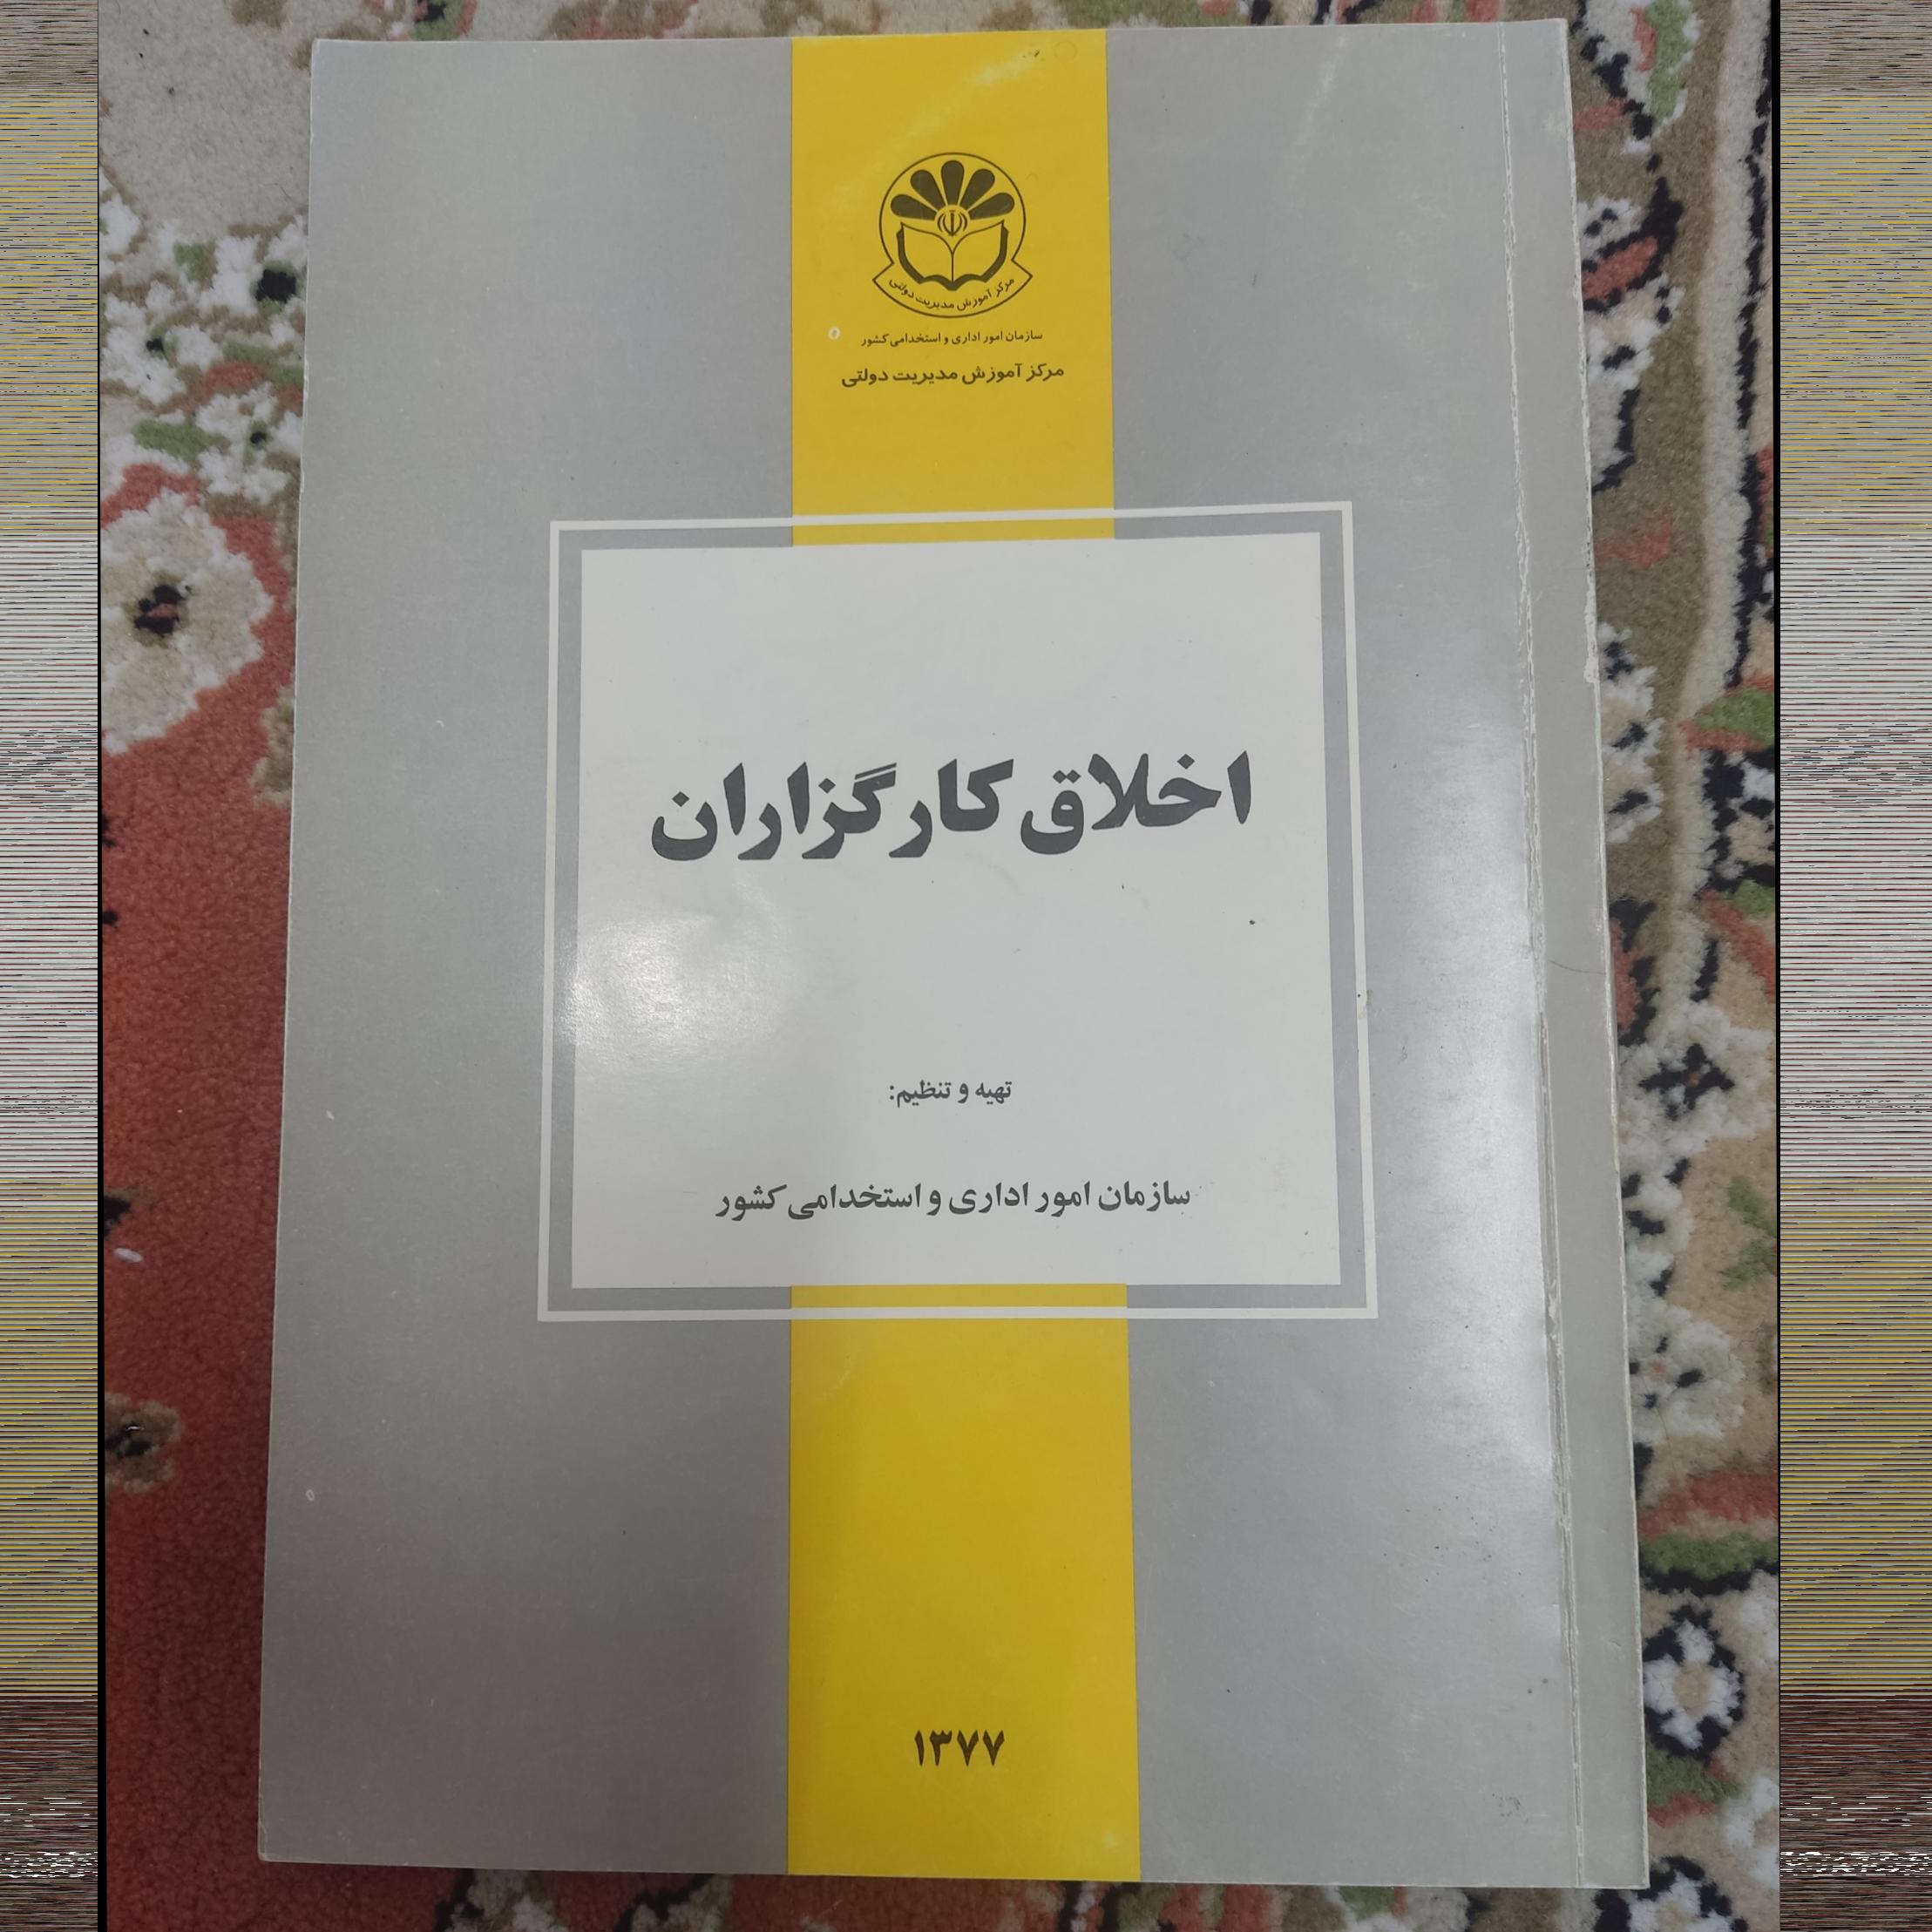 مرکز آموزش مدیریت دولتی
سازمان امور اداری و استخدامی کشور
مرکز آموزش مدیریت دولتی
اخلاق کارگزاران
تهیه و تنظیم:
سازمان امور اداری و استخدامی کشور
۱۳۷۷